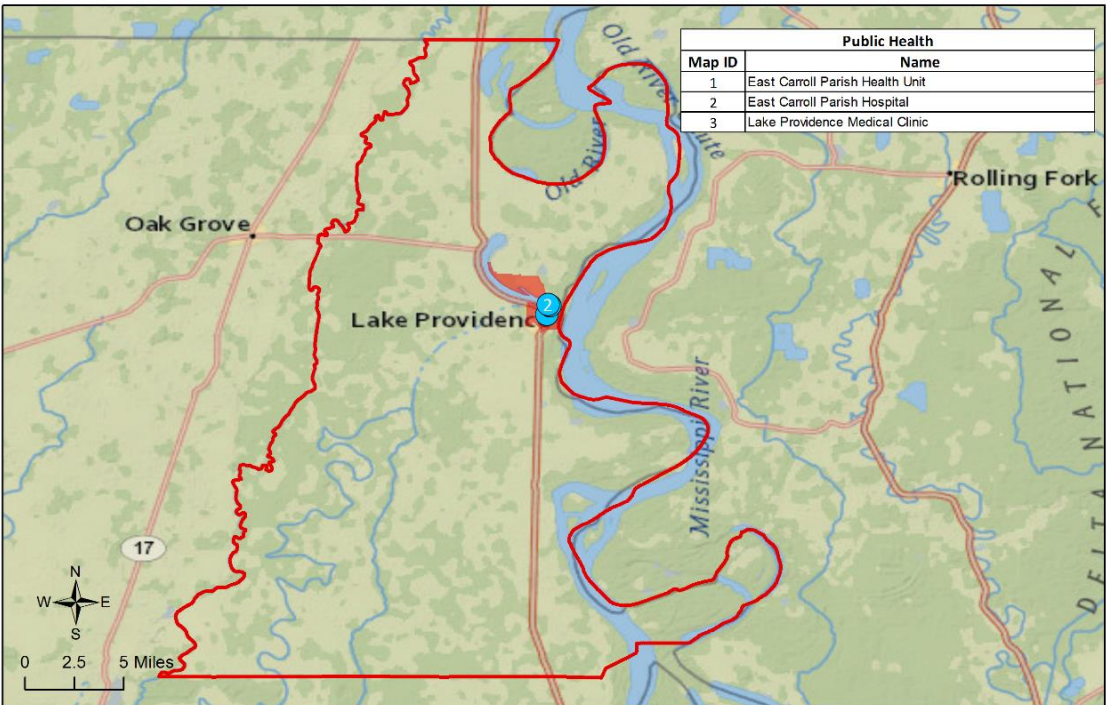 Public Health
Map ID Name
1 East Carroll Parish Health Unit
2 East Carroll Parish Hospital
3 Lake Providence Medical Clinic
Old River
Old River
Rolling Fork
Oak Grove
2
Lake Providenc
Mississippi River
DELTA NATIONAL F
17
N
W E
S
0 2.5 5 Miles